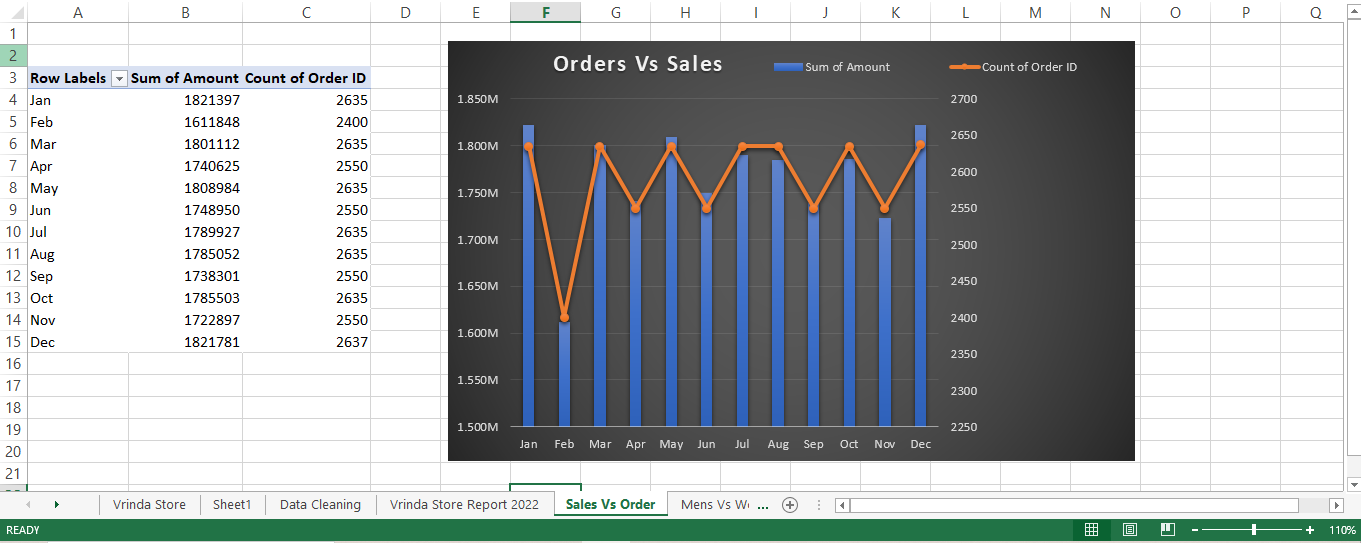 A B C D E F G H I J K L M N O P Q
1
2
3 Row Labels Sum of Amount Count of Order ID
4 Jan 1821397 2635
5 Feb 1611848 2400
6 Mar 1801112 2635
7 Apr 1740625 2550
8 May 1808984 2635
9 Jun 1748950 2550
10 Jul 1789927 2635
11 Aug 1785052 2635
12 Sep 1738301 2550
13 Oct 1785503 2635
14 Nov 1722897 2550
15 Dec 1821781 2637
16
17
18
19
20
21
Orders Vs Sales Sum of Amount Count of Order ID
1.850M 2700
2650
1.800M
2600
1.750M
2550
1.700M 2500
1.650M 2450
2400
1.600M
2350
1.550M
2300
1.500M 2250
Jan Feb Mar Apr May Jun Jul Aug Sep Oct Nov Dec
Vrinda Store Sheet1 Data Cleaning Vrinda Store Report 2022 Sales Vs Order Mens Vs We ...
READY 110%